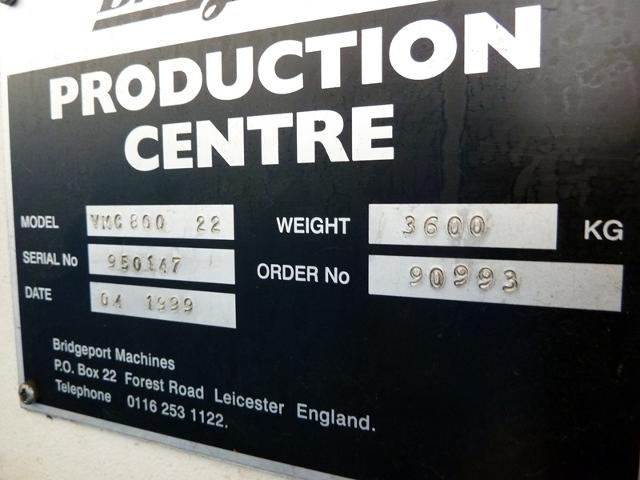 PRODUCTION
CENTRE
MODEL VMC 800 22 WEIGHT 3600 KG
SERIAL No 950147 ORDER No 90993
DATE 04 1999
Bridgeport Machines
P.O. Box 22 Forest Road Leicester England.
Telephone 0116 253 1122.